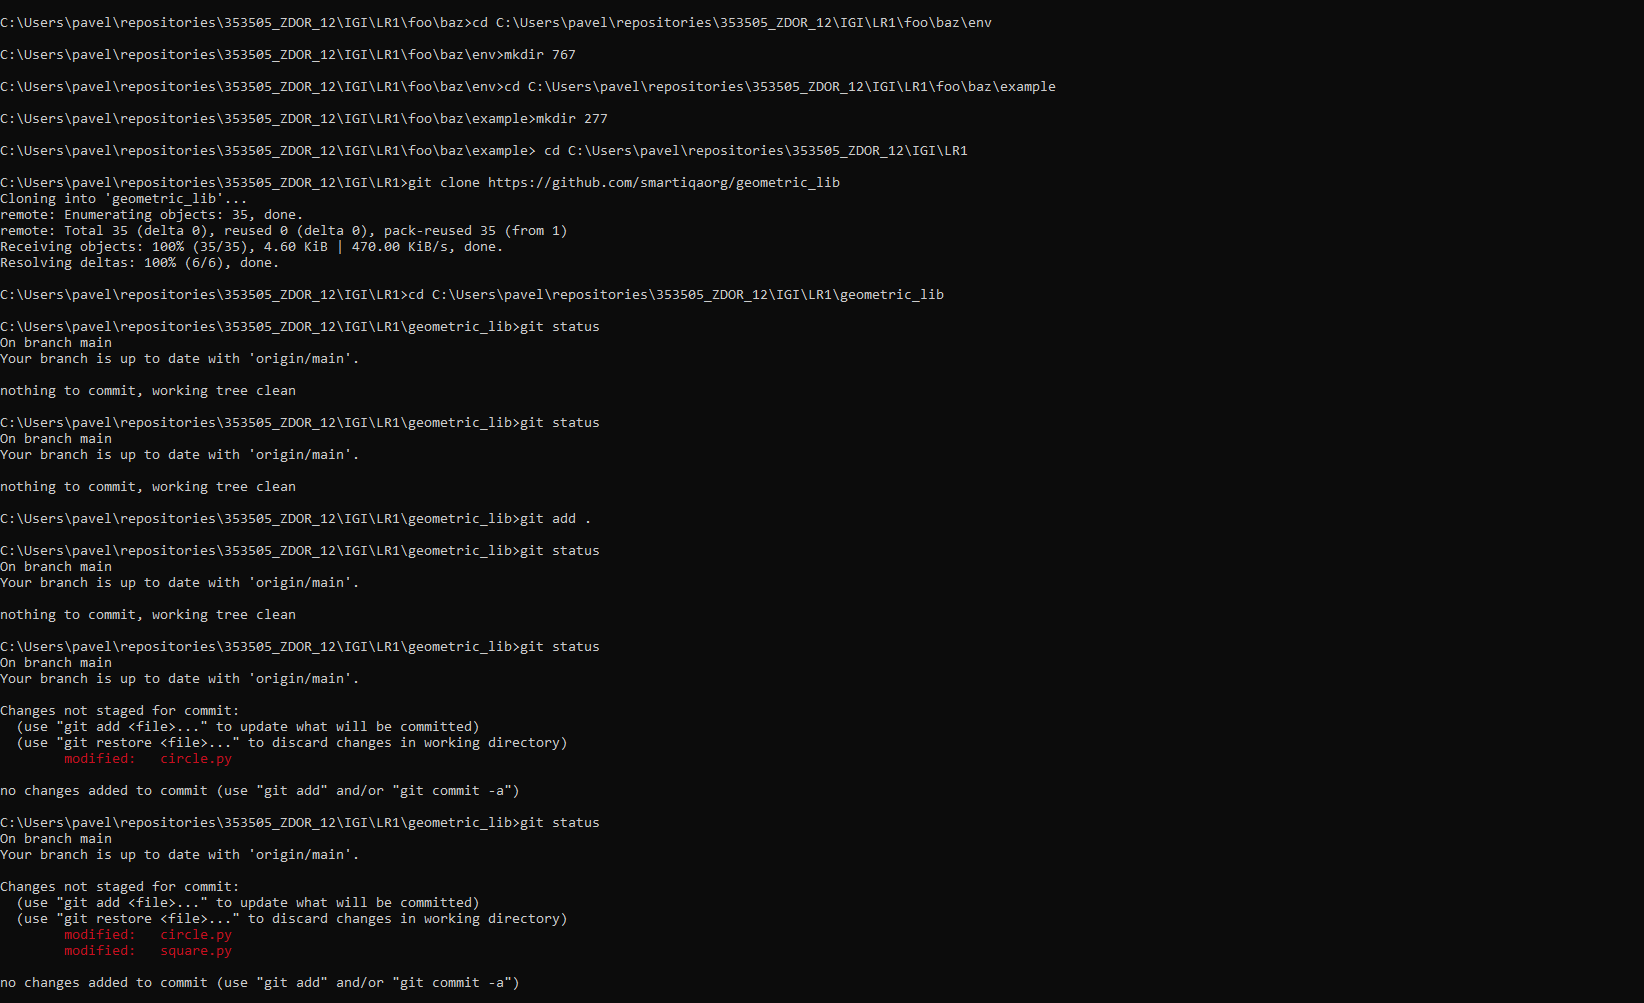 C:\Users\pavel\repositories\353505_ZDOR_12\IGI\LR1\foo\baz>cd C:\Users\pavel\repositories\353505_ZDOR_12\IGI\LR1\foo\baz\env
C:\Users\pavel\repositories\353505_ZDOR_12\IGI\LR1\foo\baz\env>mkdir 767
C:\Users\pavel\repositories\353505_ZDOR_12\IGI\LR1\foo\baz\env>cd C:\Users\pavel\repositories\353505_ZDOR_12\IGI\LR1\foo\baz\example
C:\Users\pavel\repositories\353505_ZDOR_12\IGI\LR1\foo\baz\example>mkdir 277
C:\Users\pavel\repositories\353505_ZDOR_12\IGI\LR1\foo\baz\example> cd C:\Users\pavel\repositories\353505_ZDOR_12\IGI\LR1
C:\Users\pavel\repositories\353505_ZDOR_12\IGI\LR1>git clone https://github.com/smartiqaorg/geometric_lib
Cloning into 'geometric_lib'...
remote: Enumerating objects: 35, done.
remote: Total 35 (delta 0), reused 0 (delta 0), pack-reused 35 (from 1)
Receiving objects: 100% (35/35), 4.60 KiB | 470.00 KiB/s, done.
Resolving deltas: 100% (6/6), done.
C:\Users\pavel\repositories\353505_ZDOR_12\IGI\LR1>cd C:\Users\pavel\repositories\353505_ZDOR_12\IGI\LR1\geometric_lib
C:\Users\pavel\repositories\353505_ZDOR_12\IGI\LR1\geometric_lib>git status
On branch main
Your branch is up to date with 'origin/main'.
nothing to commit, working tree clean
C:\Users\pavel\repositories\353505_ZDOR_12\IGI\LR1\geometric_lib>git status
On branch main
Your branch is up to date with 'origin/main'.
nothing to commit, working tree clean
C:\Users\pavel\repositories\353505_ZDOR_12\IGI\LR1\geometric_lib>git add .
C:\Users\pavel\repositories\353505_ZDOR_12\IGI\LR1\geometric_lib>git status
On branch main
Your branch is up to date with 'origin/main'.
nothing to commit, working tree clean
C:\Users\pavel\repositories\353505_ZDOR_12\IGI\LR1\geometric_lib>git status
On branch main
Your branch is up to date with 'origin/main'.
Changes not staged for commit:
  (use "git add <file>..." to update what will be committed)
  (use "git restore <file>..." to discard changes in working directory)
        modified:   circle.py
no changes added to commit (use "git add" and/or "git commit -a")
C:\Users\pavel\repositories\353505_ZDOR_12\IGI\LR1\geometric_lib>git status
On branch main
Your branch is up to date with 'origin/main'.
Changes not staged for commit:
  (use "git add <file>..." to update what will be committed)
  (use "git restore <file>..." to discard changes in working directory)
        modified:   circle.py
        modified:   square.py
no changes added to commit (use "git add" and/or "git commit -a")